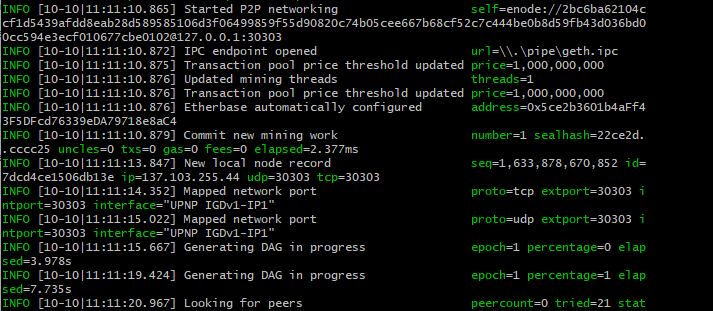 INFO [10-10|11:11:10.865] Started P2P networking self=enode://2bc6ba62104c
cf1d5439afdd8eab28d589585106d3f06499859f55d90820c74b05cee667b68cf52c7c444be0b8d59fb43d036bd0
0cc594e3ecf010677cbe0102@127.0.0.1:30303
INFO [10-10|11:11:10.872] IPC endpoint opened url=\\.\pipe\geth.ipc
INFO [10-10|11:11:10.875] Transaction pool price threshold updated price=1,000,000,000
INFO [10-10|11:11:10.876] Updated mining threads threads=1
INFO [10-10|11:11:10.876] Transaction pool price threshold updated price=1,000,000,000
INFO [10-10|11:11:10.876] Etherbase automatically configured address=0x5ce2b3601b4aFf4
3F5DFcd76339eDA79718e8aC4
INFO [10-10|11:11:10.879] Commit new mining work number=1 sealhash=22ce2d.
.cccc25 uncles=0 txs=0 gas=0 fees=0 elapsed=2.377ms
INFO [10-10|11:11:13.847] New local node record seq=1,633,878,670,852 id=
7dcd4ce1506db13e ip=137.103.255.44 udp=30303 tcp=30303
INFO [10-10|11:11:14.352] Mapped network port proto=tcp extport=30303 i
ntport=30303 interface="UPNP IGDv1-IP1"
INFO [10-10|11:11:15.022] Mapped network port proto=udp extport=30303 i
ntport=30303 interface="UPNP IGDv1-IP1"
INFO [10-10|11:11:15.667] Generating DAG in progress epoch=1 percentage=0 elap
sed=3.978s
INFO [10-10|11:11:19.424] Generating DAG in progress epoch=1 percentage=1 elap
sed=7.735s
INFO [10-10|11:11:20.967] Looking for peers peercount=0 tried=21 stat